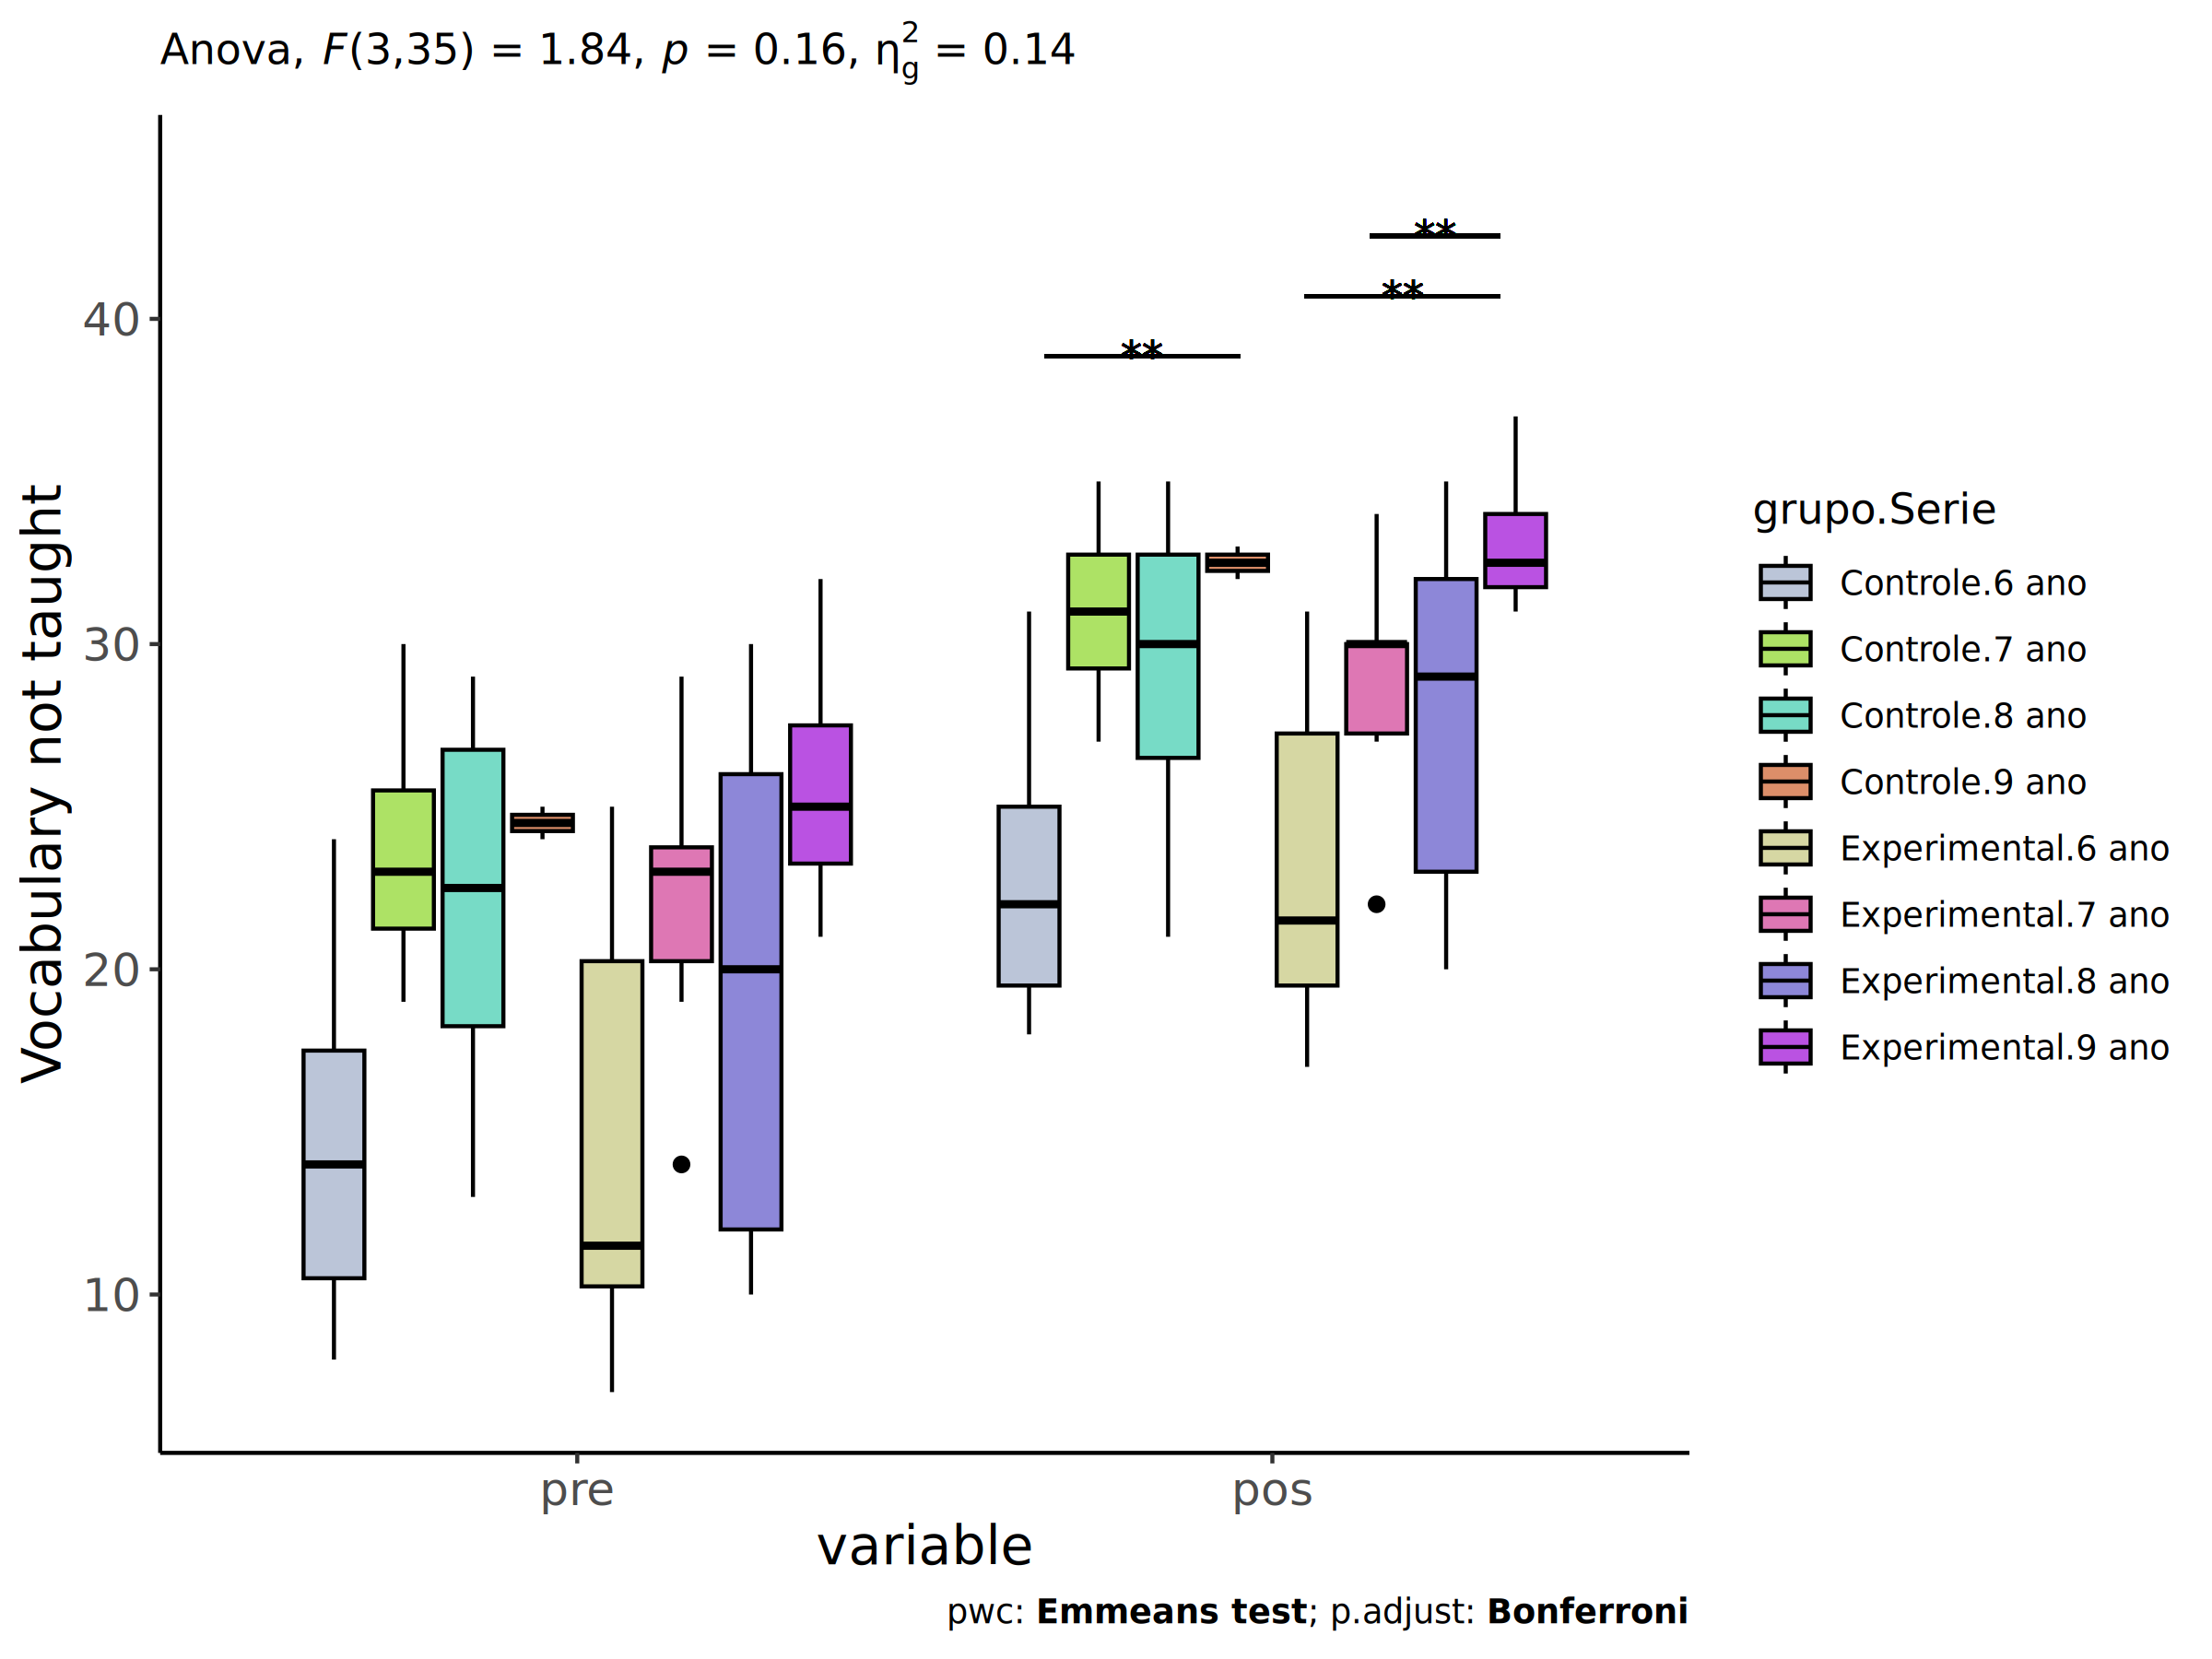 Anova, F(3,35) = 1.84, p = 0.16, η²g = 0.14
Vocabulary not taught
40
30
20
10
**
**
**
pre
pos
variable
grupo.Serie
Controle.6 ano
Controle.7 ano
Controle.8 ano
Controle.9 ano
Experimental.6 ano
Experimental.7 ano
Experimental.8 ano
Experimental.9 ano
pwc: Emmeans test; p.adjust: Bonferroni